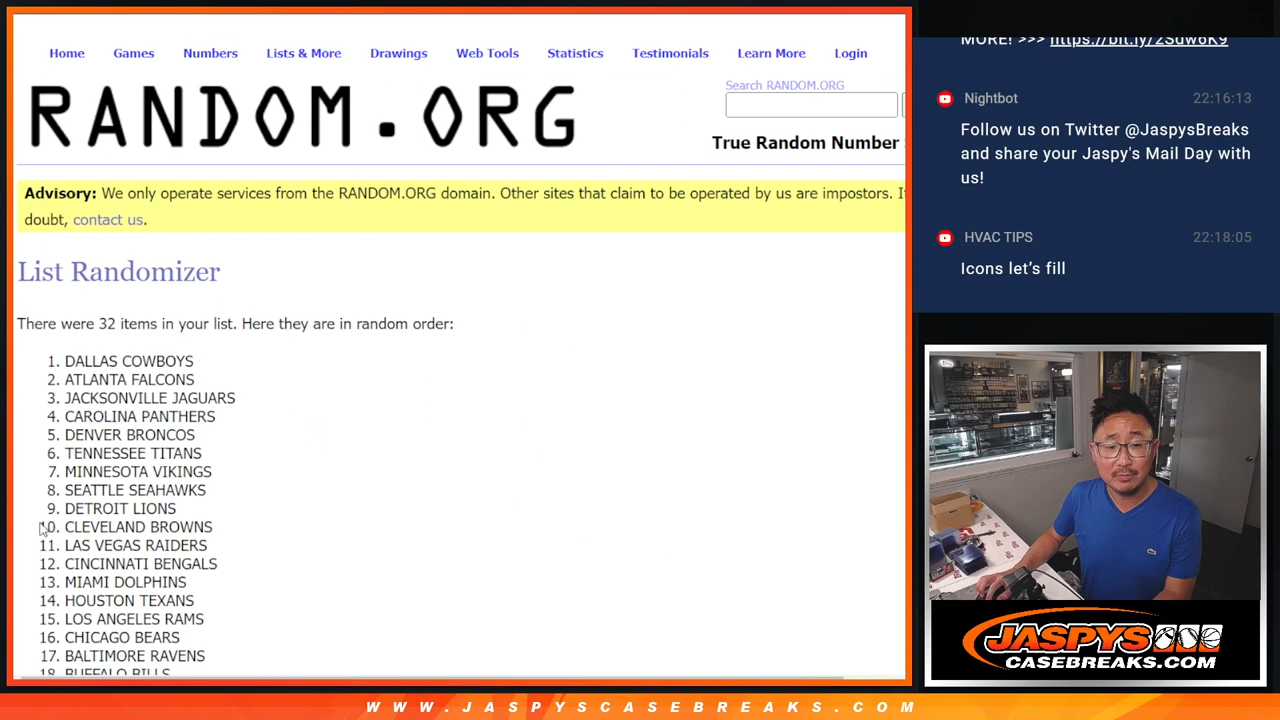 Home Games Numbers Lists & More Drawings Web Tools Statistics Testimonials Learn More Login
RANDOM.ORG
Search RANDOM.ORG
True Random Number
Advisory: We only operate services from the RANDOM.ORG domain. Other sites that claim to be operated by us are impostors.
doubt, contact us.
List Randomizer
There were 32 items in your list. Here they are in random order:
1. DALLAS COWBOYS
2. ATLANTA FALCONS
3. JACKSONVILLE JAGUARS
4. CAROLINA PANTHERS
5. DENVER BRONCOS
6. TENNESSEE TITANS
7. MINNESOTA VIKINGS
8. SEATTLE SEAHAWKS
9. DETROIT LIONS
10. CLEVELAND BROWNS
11. LAS VEGAS RAIDERS
12. CINCINNATI BENGALS
13. MIAMI DOLPHINS
14. HOUSTON TEXANS
15. LOS ANGELES RAMS
16. CHICAGO BEARS
17. BALTIMORE RAVENS
18. BUFFALO BILLS
MORE! >>> https://bit.ly/2Sdw6K9
Nightbot 22:16:13
Follow us on Twitter @JaspysBreaks
and share your Jaspy's Mail Day with
us!
HVAC TIPS 22:18:05
Icons let's fill
JASPYS
CASEBREAKS.COM
WWW.JASPYSCASEBREAKS.COM